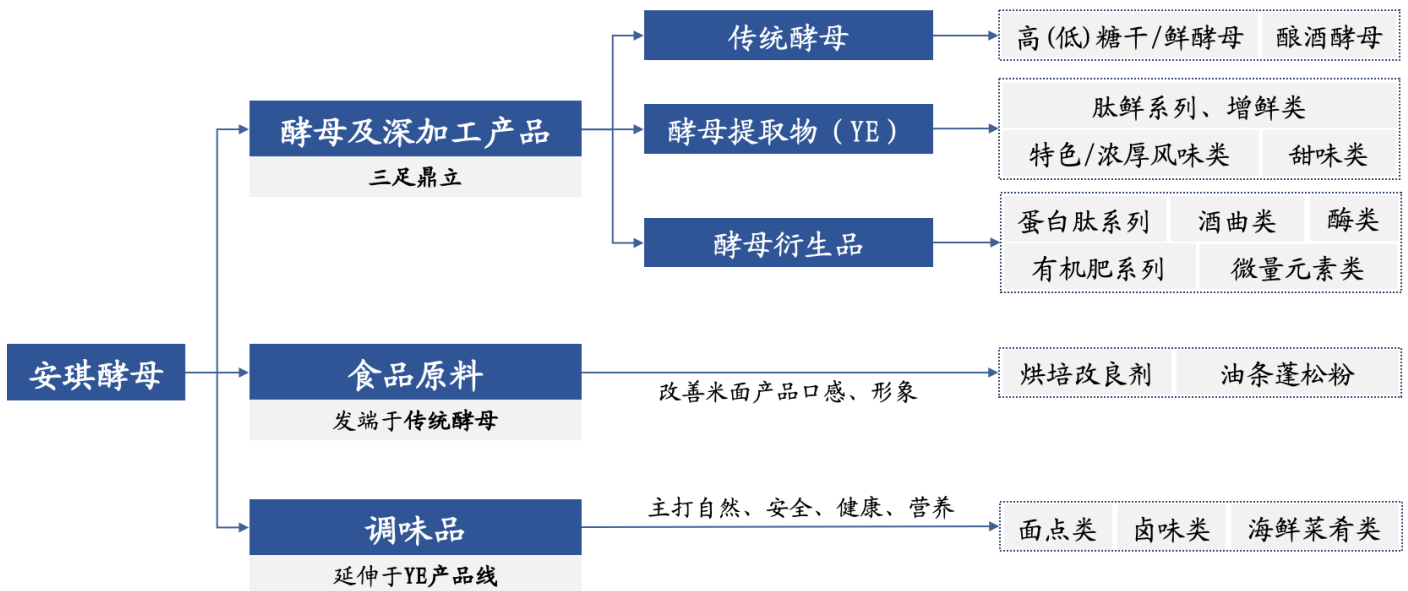 安琪酵母
酵母及深加工产品
三足鼎立
传统酵母
高(低)糖干/鲜酵母
酿酒酵母
酵母提取物（YE）
肽鲜系列、增鲜类
特色/浓厚风味类
甜味类
酵母衍生品
蛋白肽系列
酒曲类
酶类
有机肥系列
微量元素类
食品原料
发端于传统酵母
改善米面产品口感、形象
烘培改良剂
油条蓬松粉
调味品
延伸于YE产品线
主打自然、安全、健康、营养
面点类
卤味类
海鲜菜肴类